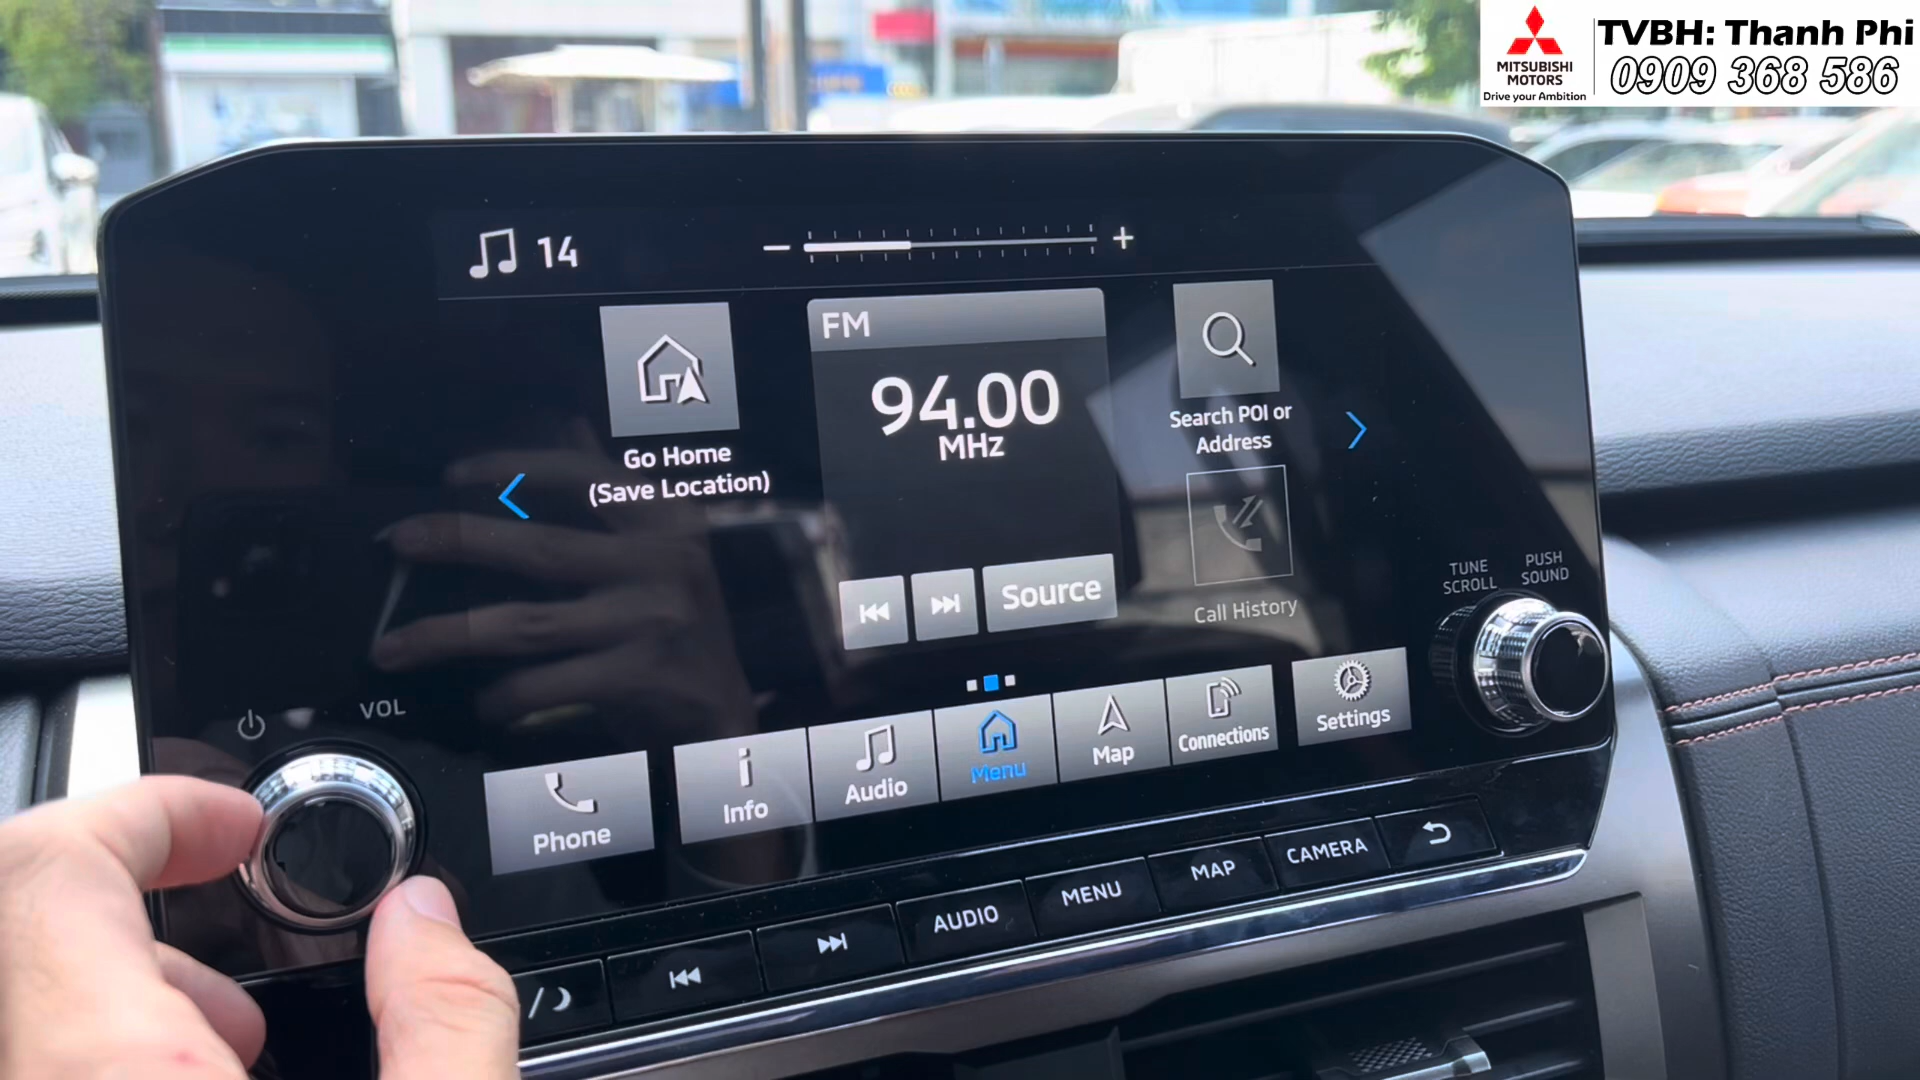 MITSUBISHI
MOTORS
Drive your Ambition
TVBH: Thanh Phi
0909 368 586
14
− +
FM
94.00
MHz
Go Home
(Save Location)
Search POI or
Address
Source
Call History
TUNE
SCROLL
PUSH
SOUND
VOL
Phone
Info
Audio
Menu
Map
Connections
Settings
AUDIO
MENU
MAP
CAMERA